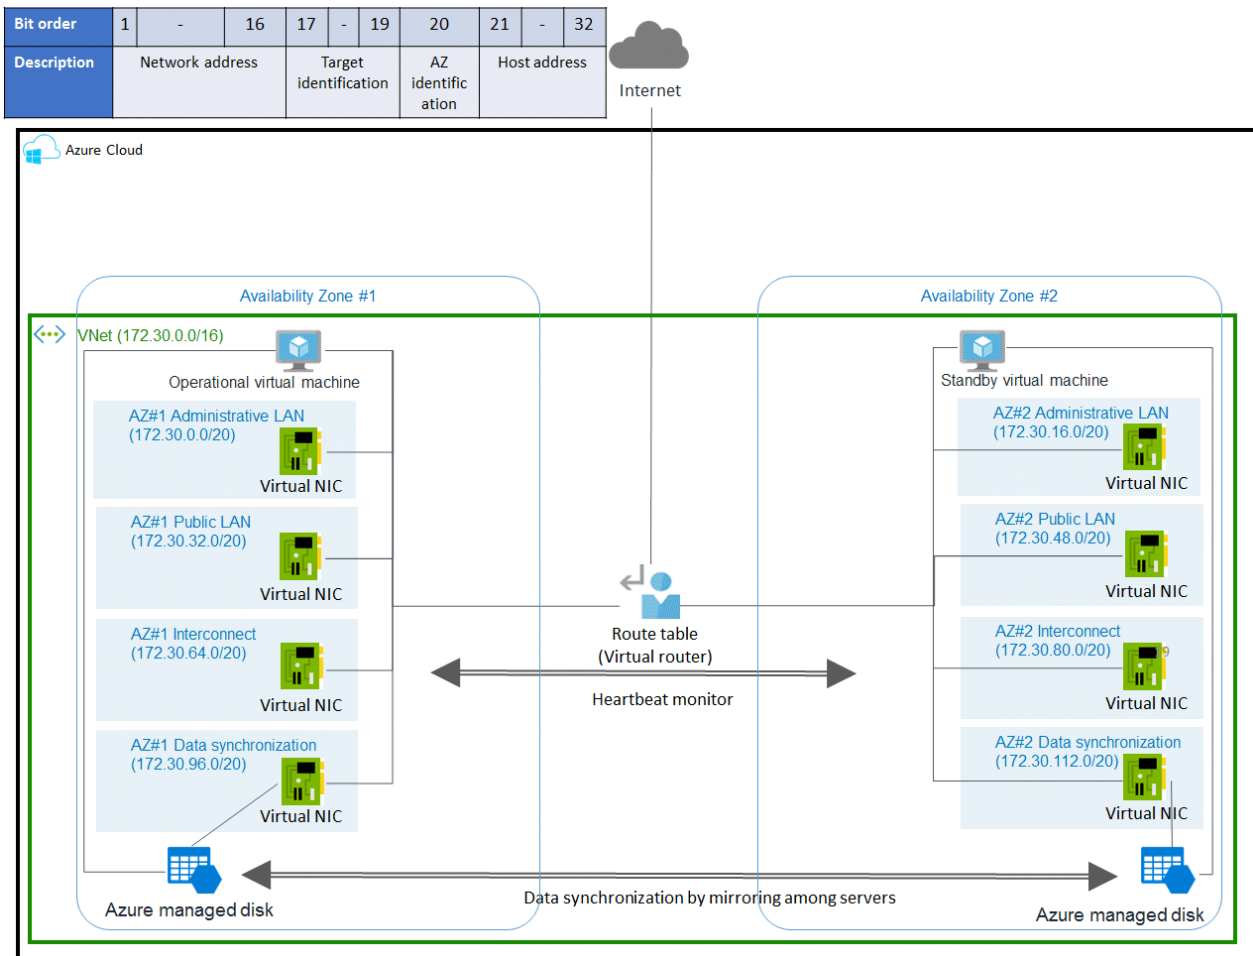 Bit order 1 - 16 17 - 19 20 21 - 32
Description Network address Target identification AZ identific ation Host address
Internet
Azure Cloud
Availability Zone #1
Availability Zone #2
VNet (172.30.0.0/16)
Operational virtual machine
Standby virtual machine
AZ#1 Administrative LAN
(172.30.0.0/20)
Virtual NIC
AZ#2 Administrative LAN
(172.30.16.0/20)
Virtual NIC
AZ#1 Public LAN
(172.30.32.0/20)
Virtual NIC
AZ#2 Public LAN
(172.30.48.0/20)
Virtual NIC
Route table
(Virtual router)
Heartbeat monitor
AZ#1 Interconnect
(172.30.64.0/20)
Virtual NIC
AZ#2 Interconnect
(172.30.80.0/20)
Virtual NIC
AZ#1 Data synchronization
(172.30.96.0/20)
Virtual NIC
AZ#2 Data synchronization
(172.30.112.0/20)
Virtual NIC
Data synchronization by mirroring among servers
Azure managed disk
Azure managed disk